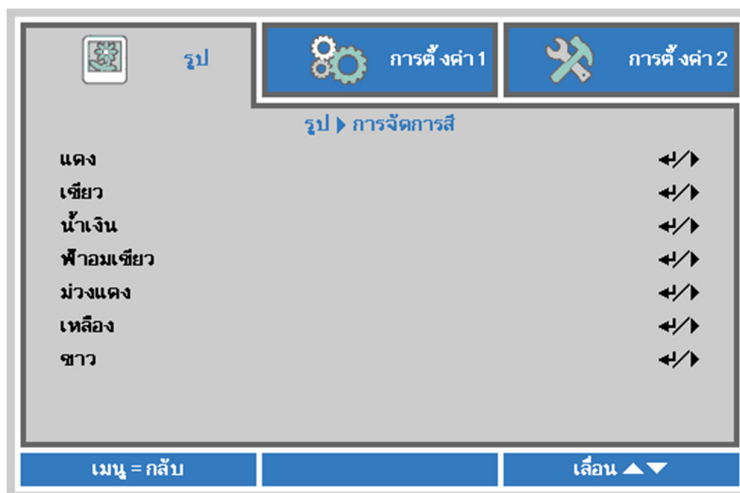 รูป
การตั้งค่า 1
การตั้งค่า 2
รูป ▶ การจัดการสี
แดง
เขียว
น้ำเงิน
ฟ้าอมเขียว
ม่วงแดง
เหลือง
ขาว
เมนู = กลับ
เลื่อน ▲▼